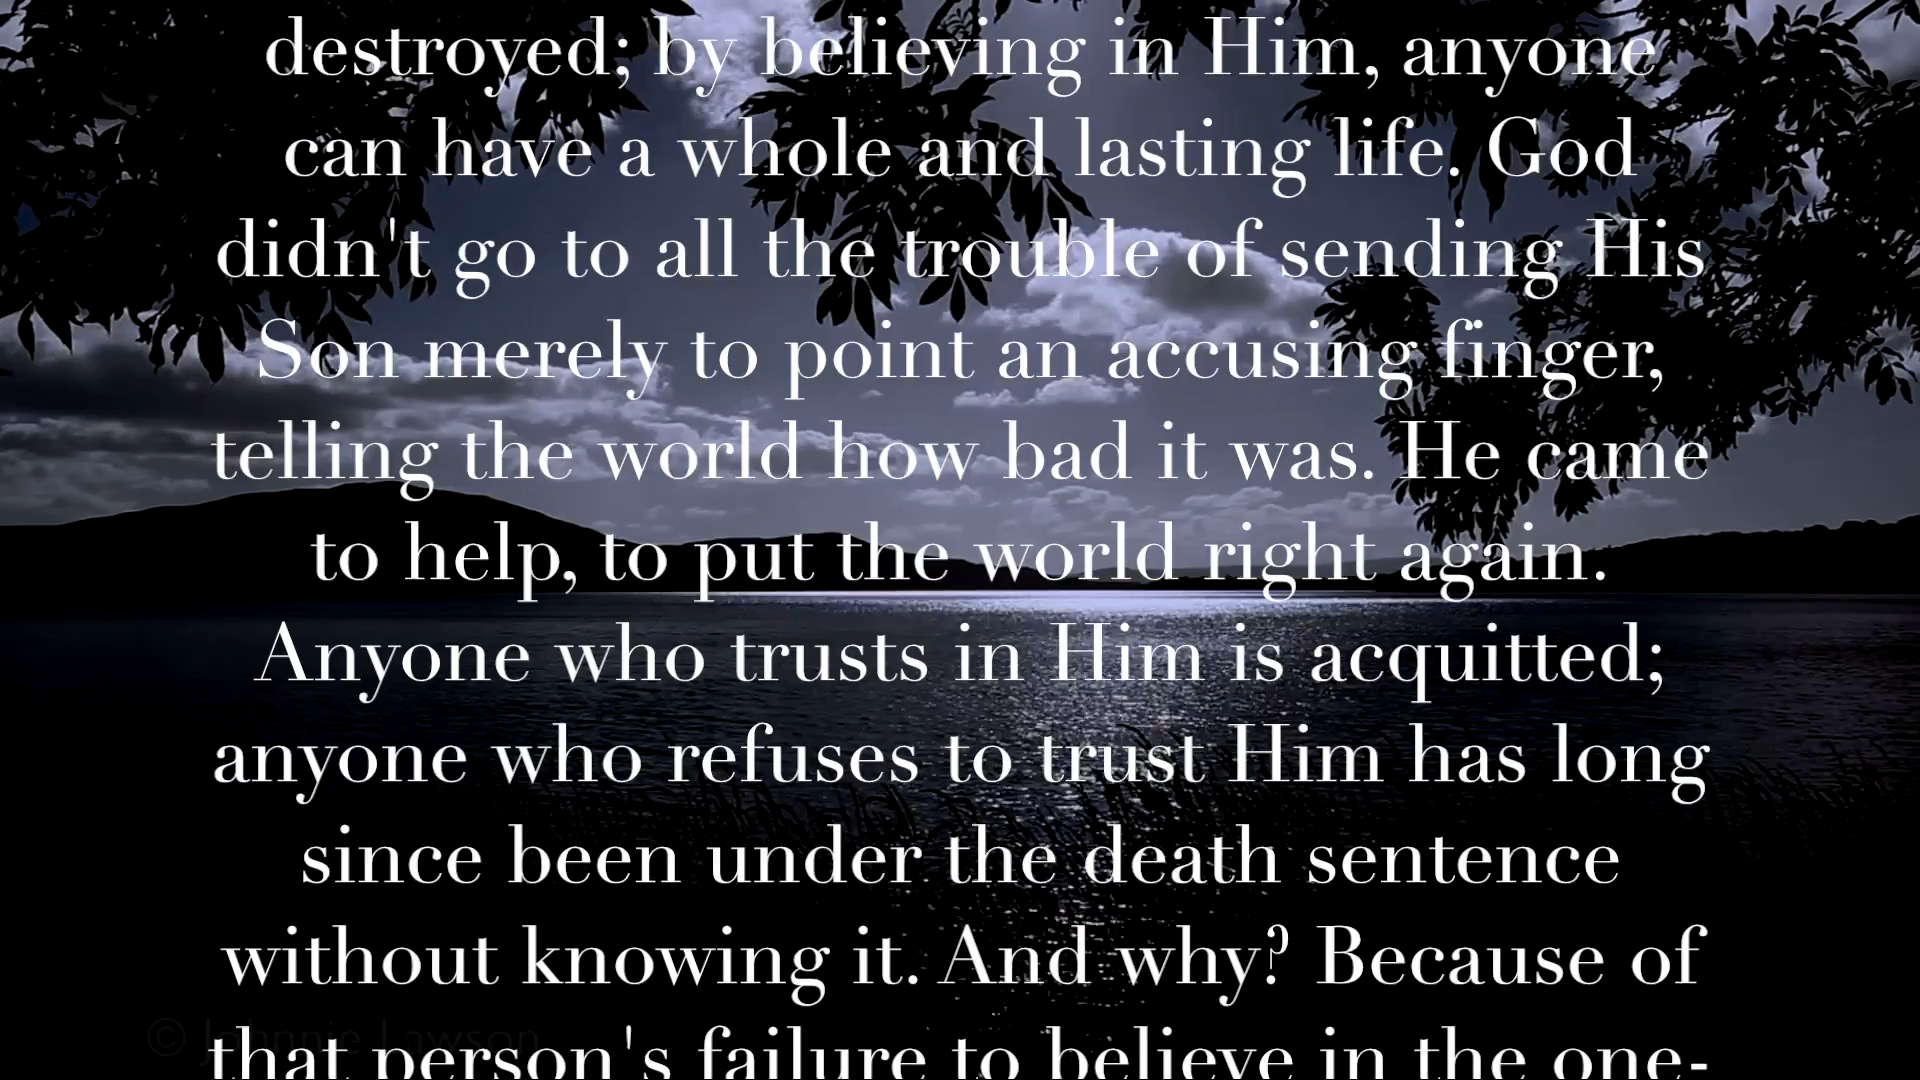 destroyed; by believing in Him, anyone
can have a whole and lasting life. God
didn't go to all the trouble of sending His
Son merely to point an accusing finger,
telling the world how bad it was. He came
to help, to put the world right again.
Anyone who trusts in Him is acquitted;
anyone who refuses to trust Him has long
since been under the death sentence
without knowing it. And why? Because of
© Johnnie Lawson
that person's failure to believe in the one-